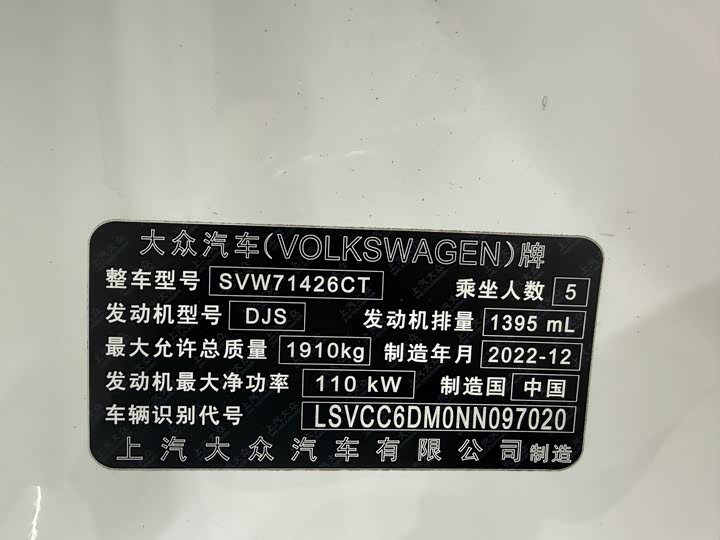 大众汽车(VOLKSWAGEN)牌
整车型号 SVW71426CT 乘坐人数 5
发动机型号 DJS 发动机排量 1395 mL
最大允许总质量 1910kg 制造年月 2022-12
发动机最大净功率 110 kW 制造国 中国
车辆识别代号 LSVCC6DM0NN097020
上汽大众汽车有限公司制造